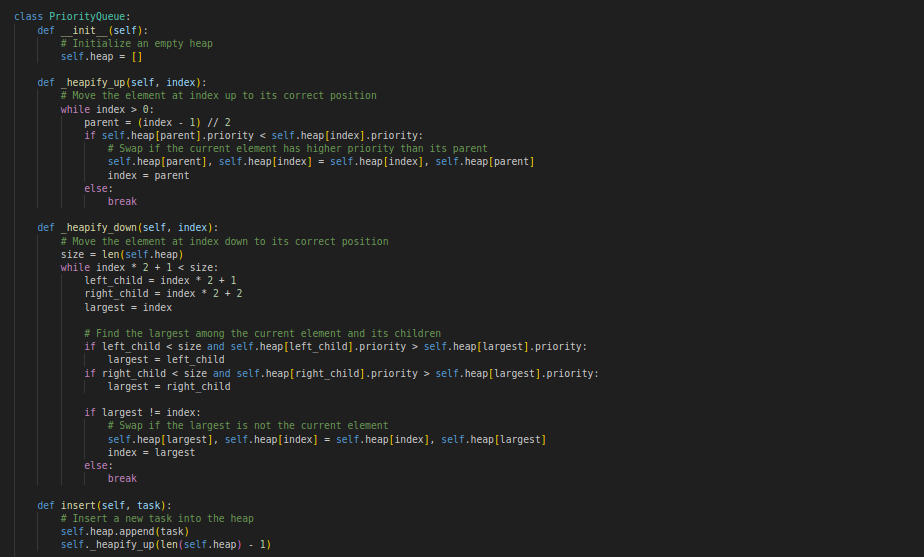 class PriorityQueue:
    def __init__(self):
        # Initialize an empty heap
        self.heap = []

    def _heapify_up(self, index):
        # Move the element at index up to its correct position
        while index > 0:
            parent = (index - 1) // 2
            if self.heap[parent].priority < self.heap[index].priority:
                # Swap if the current element has higher priority than its parent
                self.heap[parent], self.heap[index] = self.heap[index], self.heap[parent]
                index = parent
            else:
                break

    def _heapify_down(self, index):
        # Move the element at index down to its correct position
        size = len(self.heap)
        while index * 2 + 1 < size:
            left_child = index * 2 + 1
            right_child = index * 2 + 2
            largest = index

            # Find the largest among the current element and its children
            if left_child < size and self.heap[left_child].priority > self.heap[largest].priority:
                largest = left_child
            if right_child < size and self.heap[right_child].priority > self.heap[largest].priority:
                largest = right_child

            if largest != index:
                # Swap if the largest is not the current element
                self.heap[largest], self.heap[index] = self.heap[index], self.heap[largest]
                index = largest
            else:
                break

    def insert(self, task):
        # Insert a new task into the heap
        self.heap.append(task)
        self._heapify_up(len(self.heap) - 1)